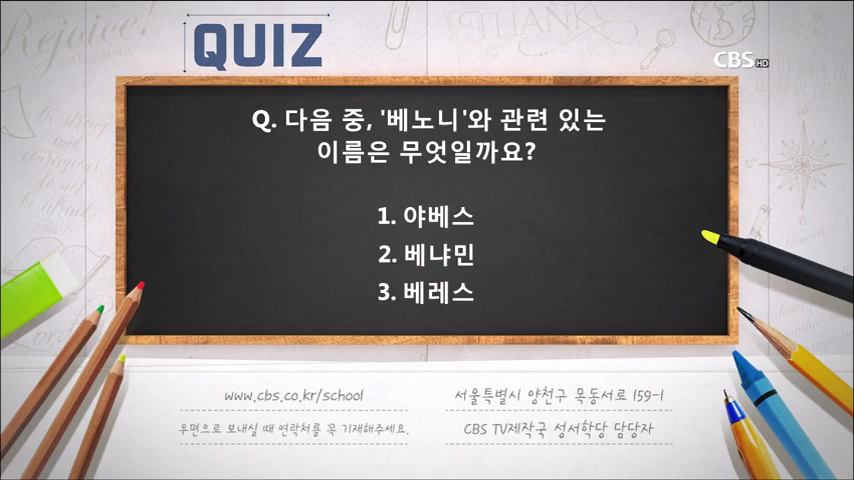 QUIZ
CBS HD
Q. 다음 중, '베노니'와 관련 있는
이름은 무엇일까요?
1. 야베스
2. 베냐민
3. 베레스
www.cbs.co.kr/school
서울특별시 양천구 목동서로 159-1
우편으로 보내실 때 연락처를 꼭 기재해주세요.
CBS TV제작국 성서학당 담당자